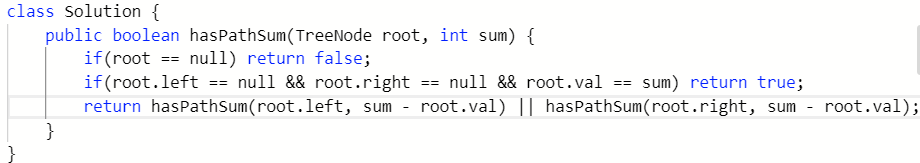 class Solution {
    public boolean hasPathSum(TreeNode root, int sum) {
        if(root == null) return false;
        if(root.left == null && root.right == null && root.val == sum) return true;
        return hasPathSum(root.left, sum - root.val) || hasPathSum(root.right, sum - root.val);
    }
}